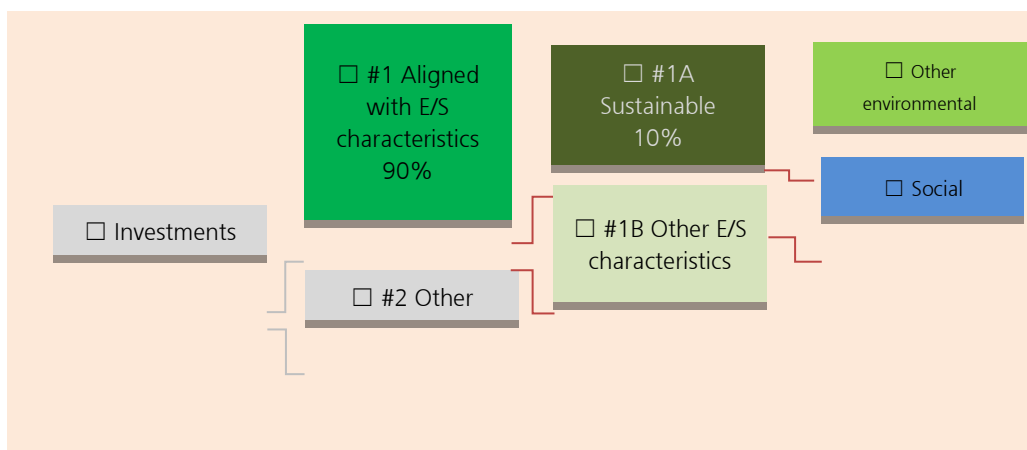 ☐ Investments
☐ #1 Aligned
with E/S
characteristics
90%
☐ #2 Other
☐ #1A
Sustainable
10%
☐ #1B Other E/S
characteristics
☐ Other
environmental
☐ Social